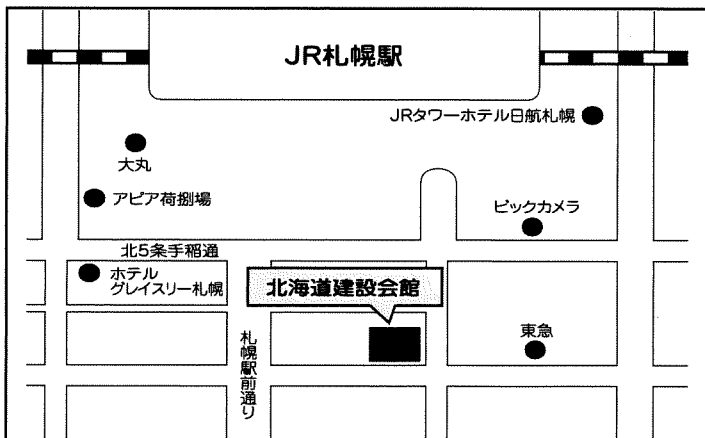 JR札幌駅
JRタワーホテル日航札幌
大丸
アピア荷捌場
ビックカメラ
北5条手稲通
ホテル
グレイスリー札幌
北海道建設会館
東急
札幌駅前通り